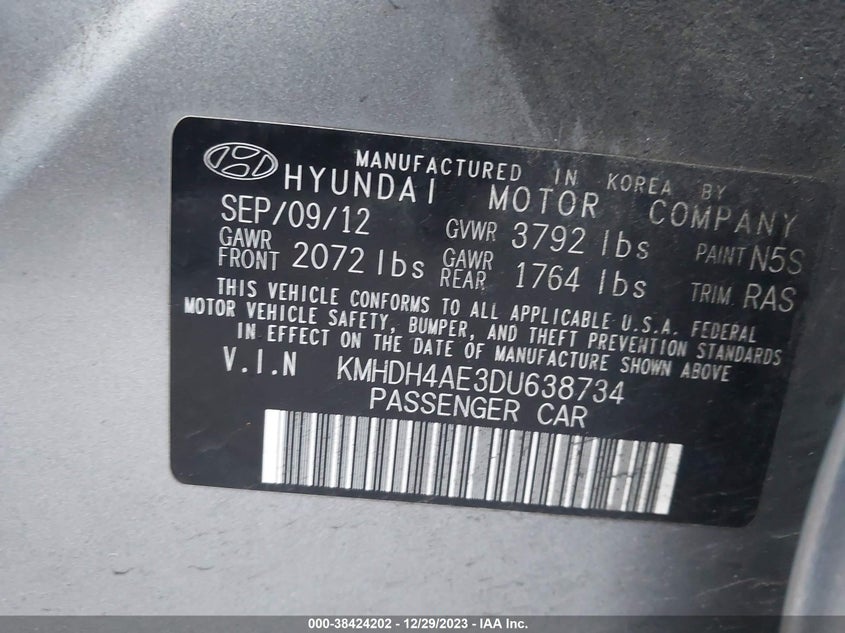 MANUFACTURED IN KOREA BY
HYUNDAI MOTOR COMPANY
SEP/09/12 GVWR 3792 lbs PAINT N5S
GAWR FRONT 2072 lbs GAWR REAR 1764 lbs TRIM RAS
THIS VEHICLE CONFORMS TO ALL APPLICABLE U.S.A. FEDERAL
MOTOR VEHICLE SAFETY, BUMPER, AND THEFT PREVENTION STANDARDS
IN EFFECT ON THE DATE OF MANUFACTURE SHOWN ABOVE
V.I.N KMHDH4AE3DU638734
PASSENGER CAR
000-38424202 - 12/29/2023 - IAA Inc.